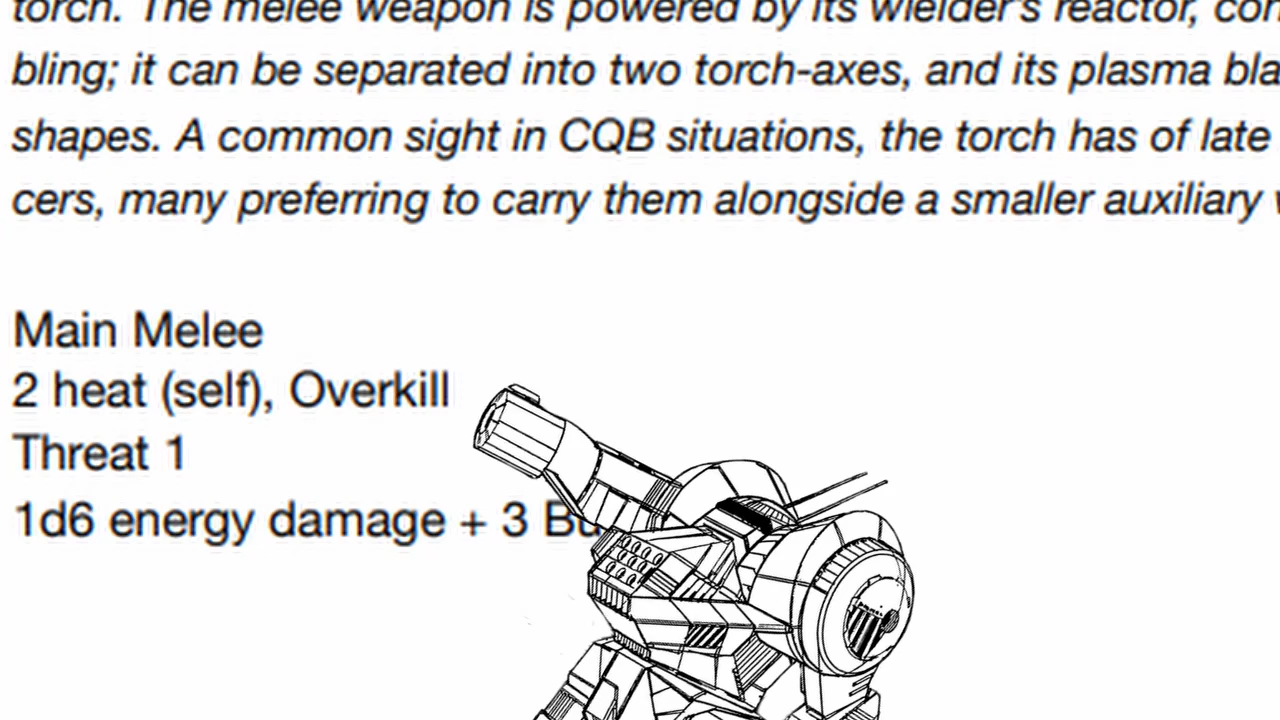 torch. The melee weapon is powered by its wielder's reactor,
bling; it can be separated into two torch-axes, and its plasma
shapes. A common sight in CQB situations, the torch has of late
cers, many preferring to carry them alongside a smaller auxiliary
Main Melee
2 heat (self), Overkill
Threat 1
1d6 energy damage + 3